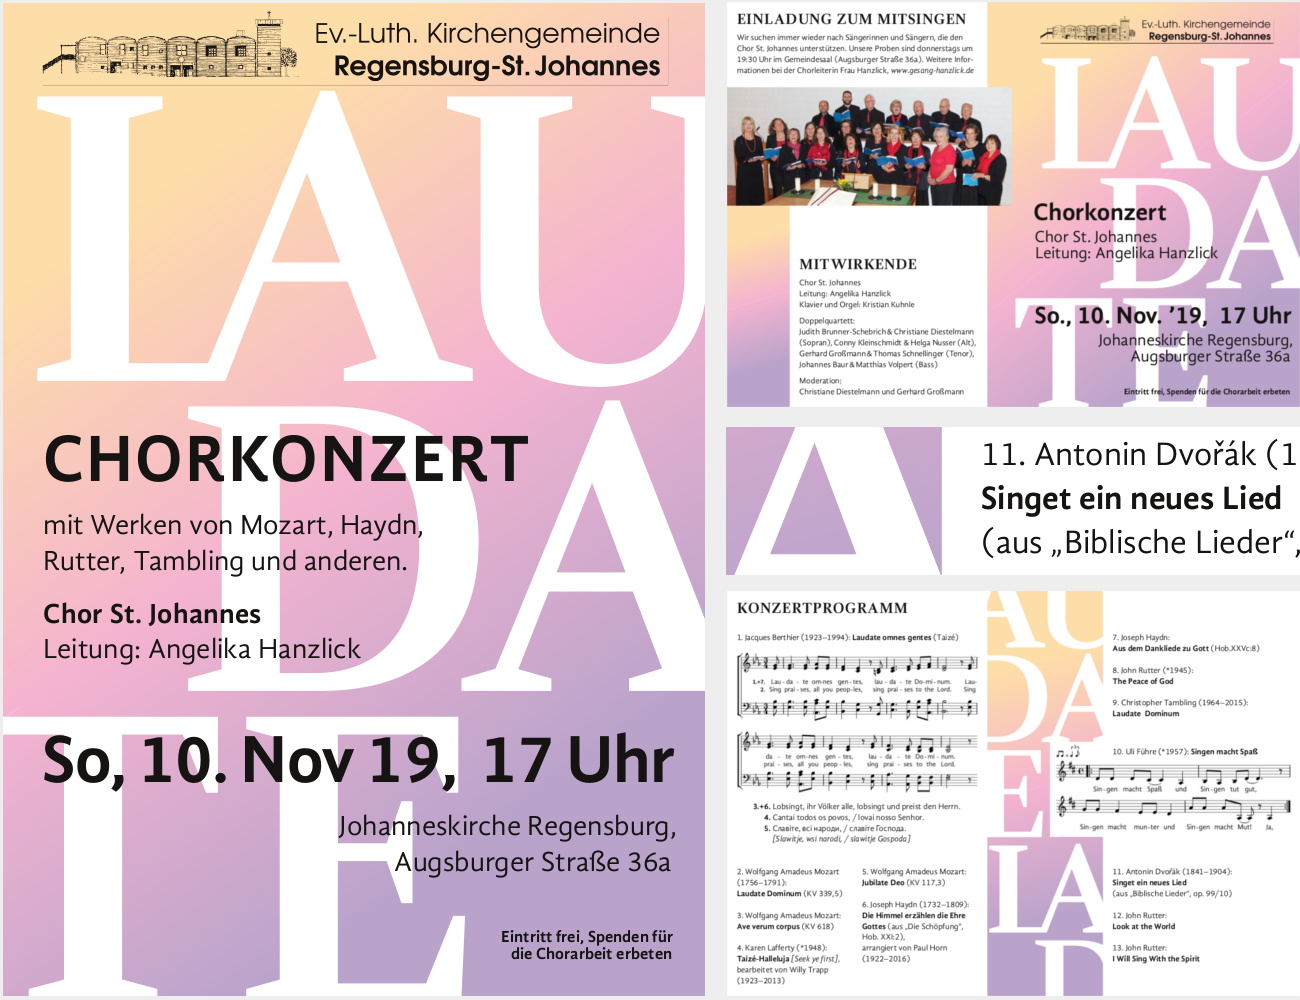 Ev.-Luth. Kirchengemeinde
Regensburg-St. Johannes
LAU
DA
TE
CHORKONZERT
mit Werken von Mozart, Haydn,
Rutter, Tambling und anderen.
Chor St. Johannes
Leitung: Angelika Hanzlick
So, 10. Nov 19, 17 Uhr
Johanneskirche Regensburg,
Augsburger Straße 36a
Eintritt frei, Spenden für
die Chorarbeit erbeten
EINLADUNG ZUM MITSINGEN
Wir suchen immer wieder nach Sängerinnen und Sängern, die den
Chor St. Johannes unterstützen. Unsere Proben sind donnerstags um
19:30 Uhr im Gemeindesaal (Augsburger Straße 36a). Weitere Infor-
mationen bei der Chorleiterin Frau Hanzlick, www.gesang-hanzlick.de
MITWIRKENDE
Chor St. Johannes
Leitung: Angelika Hanzlick
Klavier und Orgel: Kristian Kuhnle
Doppelquartett:
Judith Brunner-Schebrich & Christiane Diestelmann
(Sopran), Conny Kleinschmidt & Helga Nusser (Alt),
Gerhard Großmann & Thomas Schnellinger (Tenor),
Johannes Baur & Matthias Volpert (Bass)
Moderation:
Christiane Diestelmann und Gerhard Großmann
Ev.-Luth. Kirchengemeinde
Regensburg-St. Johannes
LAU
DA
TE
Chorkonzert
Chor St. Johannes
Leitung: Angelika Hanzlick
So., 10. Nov. ’19, 17 Uhr
Johanneskirche Regensburg,
Augsburger Straße 36a
Eintritt frei, Spenden für die Chorarbeit erbeten
A
11. Antonin Dvořák (1
Singet ein neues Lied
(aus „Biblische Lieder“,
KONZERTPROGRAMM
1. Jacques Berthier (1923–1994): Laudate omnes gentes (Taizé)
1.+7. Lau - da - te om-nes gen - tes, lau - da - te Do - mi - num. Lau-
2. Sing prai - ses, all you peop-les, sing prai - ses to the Lord. Sing
da - te om-nes gen - tes, lau - da - te Do - mi - num.
prai - ses, all you peop-les, sing prai - ses to the Lord.
3.+6. Lobsingt, ihr Völker alle, lobsingt und preist den Herrn.
4. Cantai todos os povos, / lovai nosso Senhor.
5. Славіте, всі народи, / славіте Господа.
[Slawitje, wsi narodi, / slawitje Gospoda]
2. Wolfgang Amadeus Mozart
(1756–1791):
Laudate Dominum (KV 339,5)
3. Wolfgang Amadeus Mozart:
Ave verum corpus (KV 618)
4. Karen Lafferty (*1948):
Taizé-Halleluja [Seek ye first],
bearbeitet von Willy Trapp
(1923–2013)
5. Wolfgang Amadeus Mozart:
Jubilate Deo (KV 117,3)
6. Joseph Haydn (1732–1809):
Die Himmel erzählen die Ehre
Gottes (aus „Die Schöpfung“,
Hob. XXI:2),
arrangiert von Paul Horn
(1922–2016)
AU
DA
E
LA
D
7. Joseph Haydn:
Aus dem Dankliede zu Gott (Hob.XXVc:8)
8. John Rutter (*1945):
The Peace of God
9. Christopher Tambling (1964–2015):
Laudate Dominum
10. Uli Führe (*1957): Singen macht Spaß
Sin-gen macht Spaß und Sin-gen tut gut,
Sin-gen macht mun-ter und Sin-gen macht Mut! Ja,
11. Antonin Dvořák (1841–1904):
Singet ein neues Lied
(aus „Biblische Lieder“, op. 99/10)
12. John Rutter:
Look at the World
13. John Rutter:
I Will Sing With the Spirit